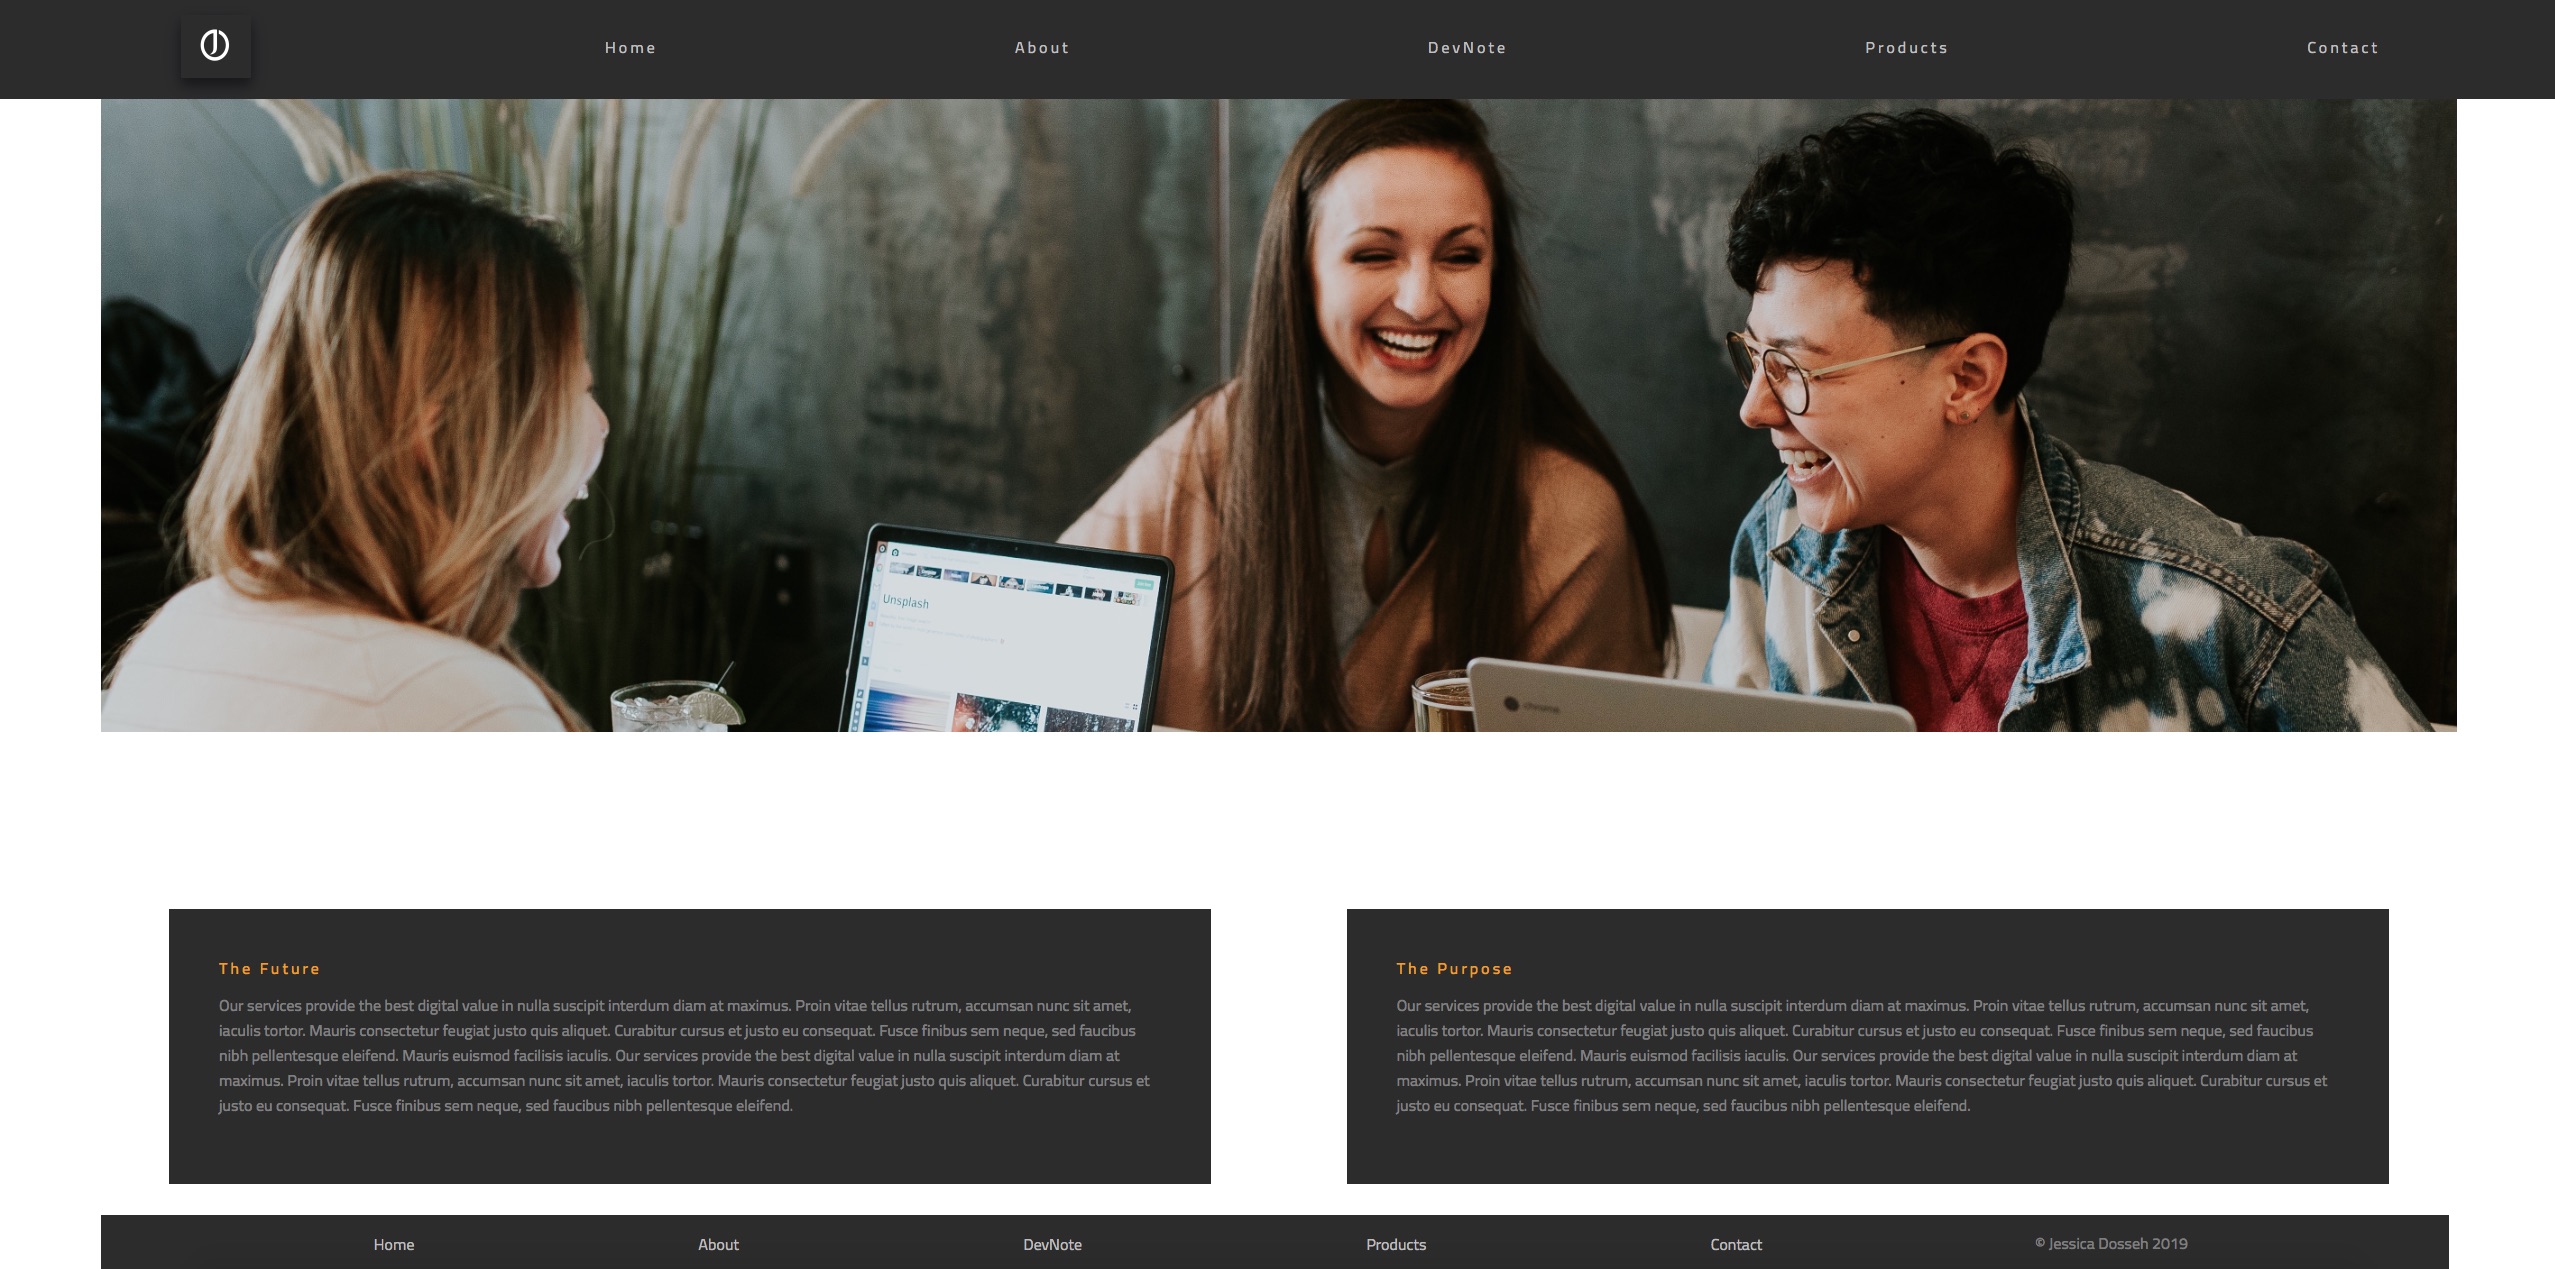 Home About DevNote Products Contact
Unsplash
chrome
The Future
Our services provide the best digital value in nulla suscipit interdum diam at maximus. Proin vitae tellus rutrum, accumsan nunc sit amet,
iaculis tortor. Mauris consectetur feugiat justo quis aliquet. Curabitur cursus et justo eu consequat. Fusce finibus sem neque, sed faucibus
nibh pellentesque eleifend. Mauris euismod facilisis iaculis. Our services provide the best digital value in nulla suscipit interdum diam at
maximus. Proin vitae tellus rutrum, accumsan nunc sit amet, iaculis tortor. Mauris consectetur feugiat justo quis aliquet. Curabitur cursus et
justo eu consequat. Fusce finibus sem neque, sed faucibus nibh pellentesque eleifend.
The Purpose
Our services provide the best digital value in nulla suscipit interdum diam at maximus. Proin vitae tellus rutrum, accumsan nunc sit amet,
iaculis tortor. Mauris consectetur feugiat justo quis aliquet. Curabitur cursus et justo eu consequat. Fusce finibus sem neque, sed faucibus
nibh pellentesque eleifend. Mauris euismod facilisis iaculis. Our services provide the best digital value in nulla suscipit interdum diam at
maximus. Proin vitae tellus rutrum, accumsan nunc sit amet, iaculis tortor. Mauris consectetur feugiat justo quis aliquet. Curabitur cursus et
justo eu consequat. Fusce finibus sem neque, sed faucibus nibh pellentesque eleifend.
Home About DevNote Products Contact © Jessica Dosseh 2019